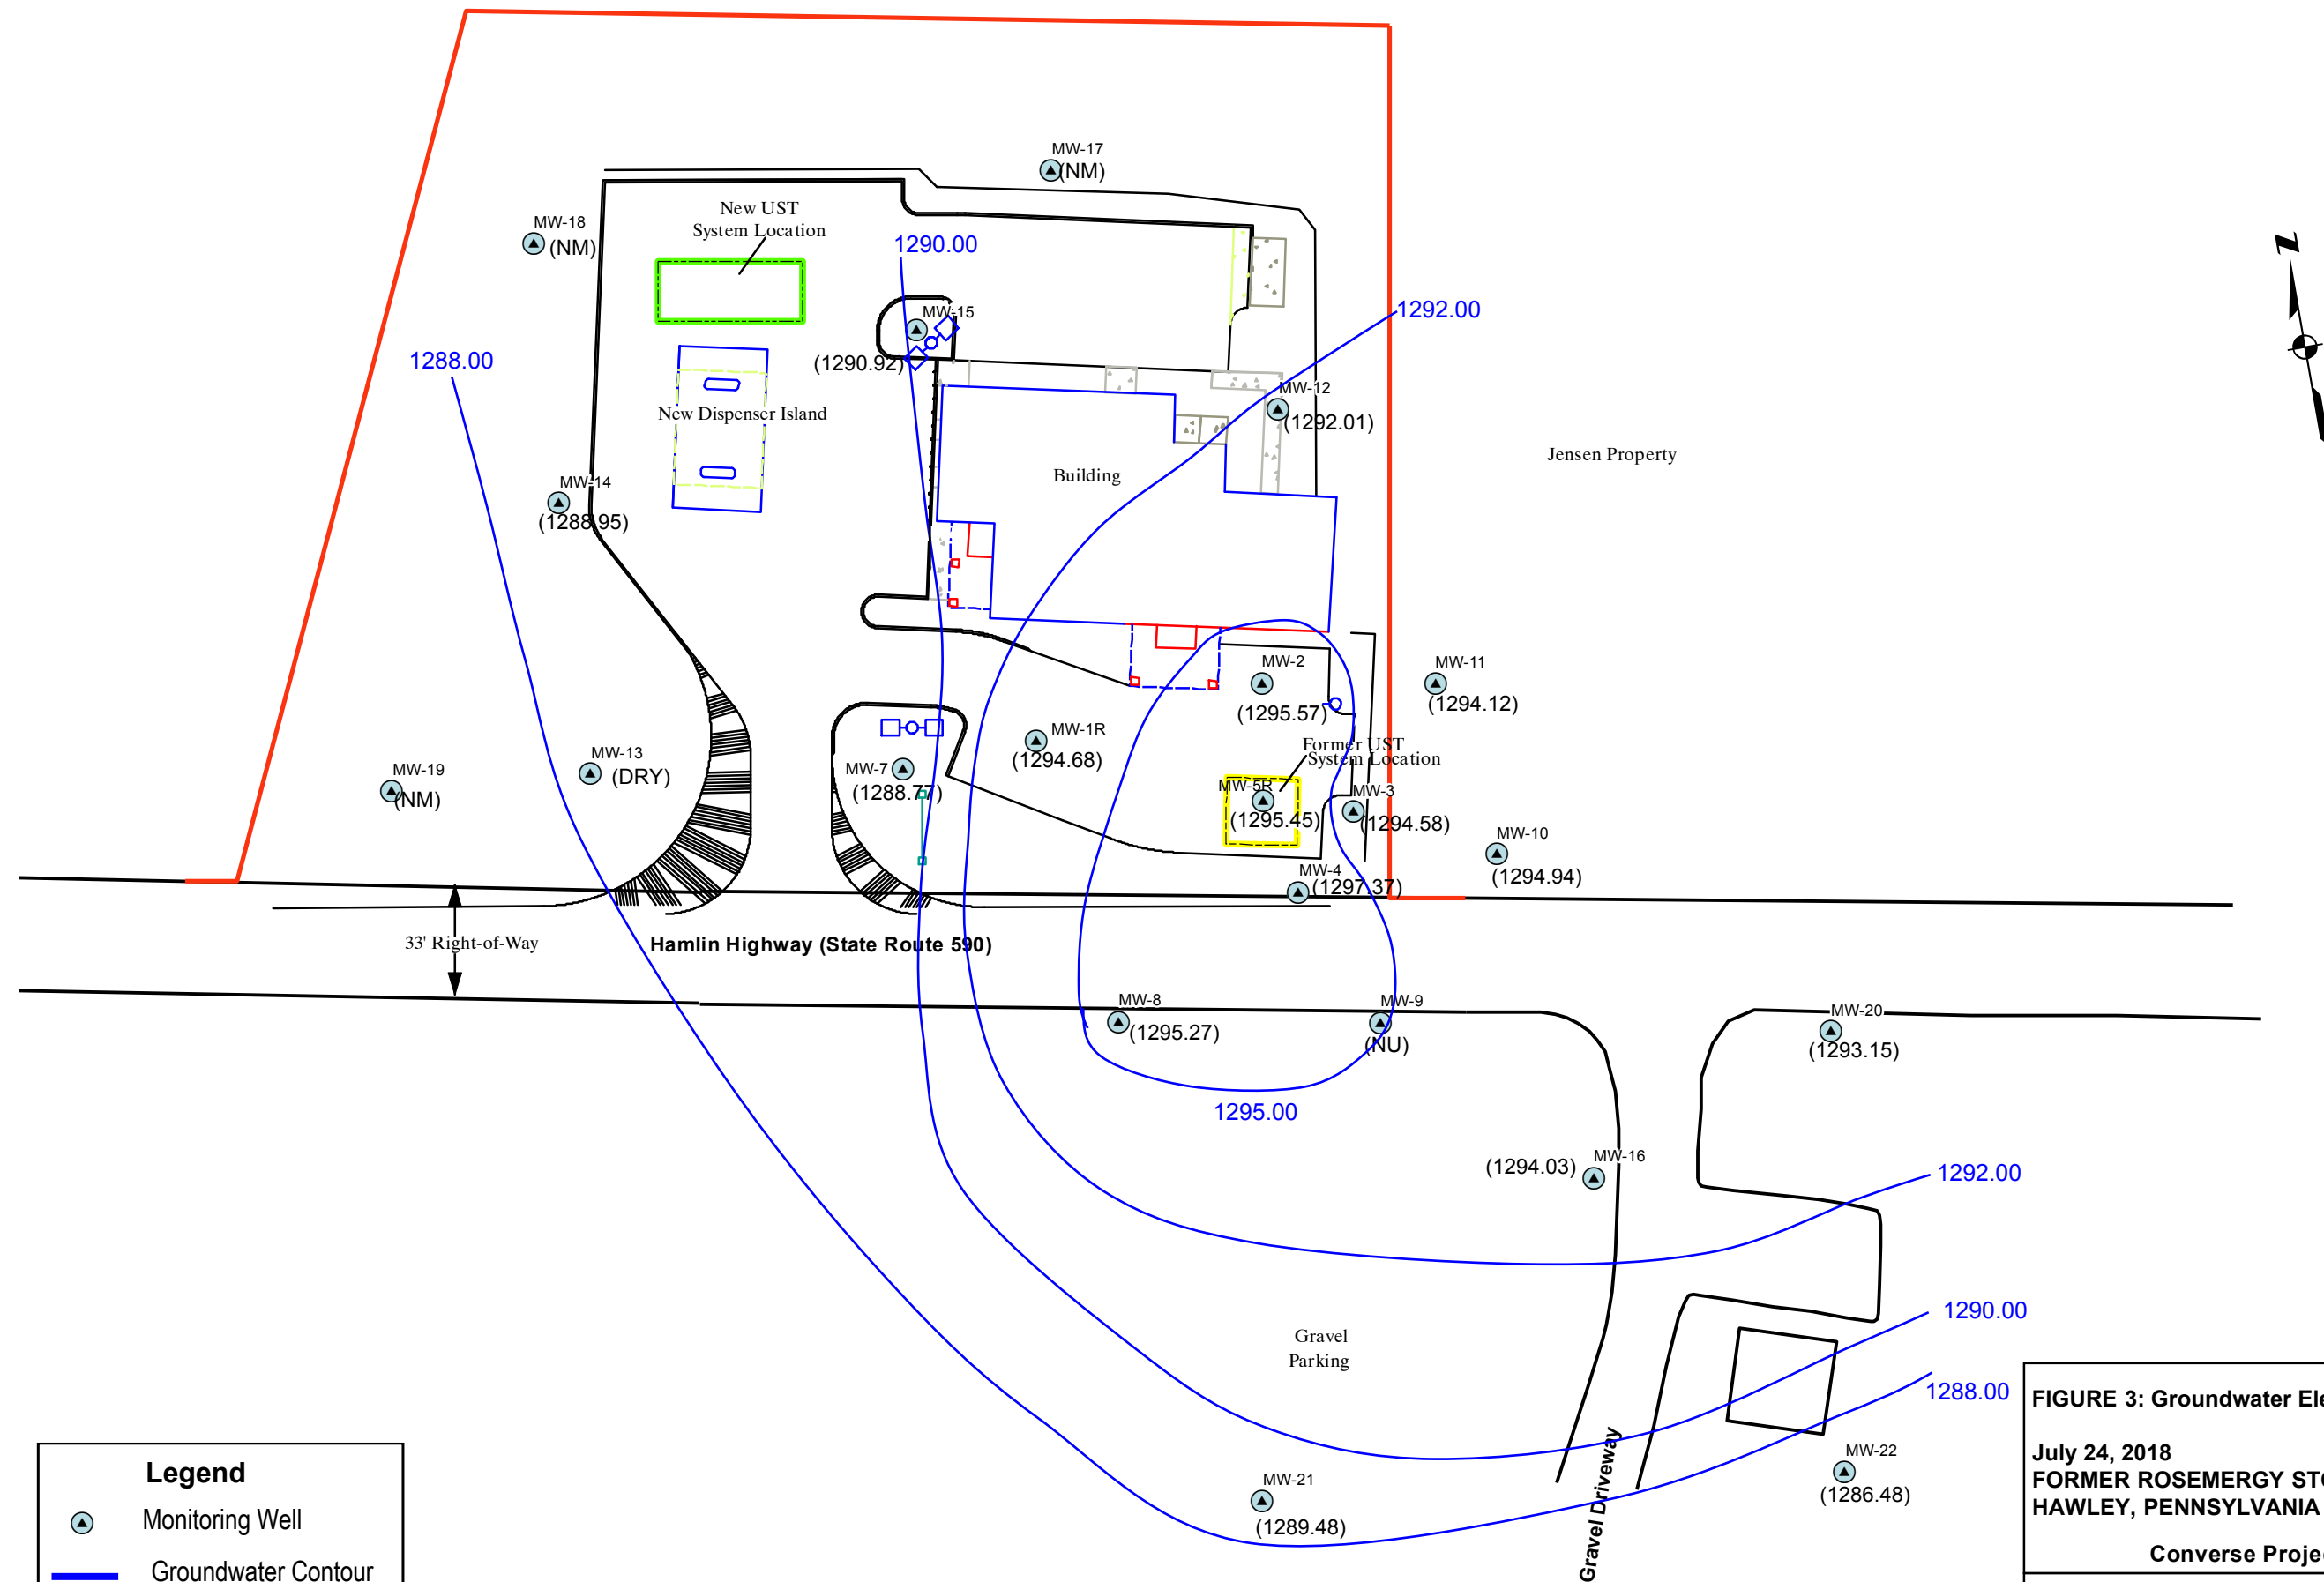 MW-17
(NM)
MW-18
(NM)
New UST
System Location
1290.00
MW-15
(1290.92)
1292.00
1288.00
New Dispenser Island
MW-12
(1292.01)
Building
Jensen Property
MW-14
(1288.95)
MW-2
(1295.57)
MW-11
(1294.12)
MW-1R
(1294.68)
Former UST
System Location
MW-13
(DRY)
MW-7
(1288.77)
MW-19
(NM)
MW-5R
(1295.45)
MW-3
(1294.58)
MW-10
(1294.94)
MW-4
(1297.37)
33' Right-of-Way
Hamlin Highway (State Route 590)
MW-8
(1295.27)
MW-9
(NU)
MW-20
(1293.15)
1295.00
MW-16
(1294.03)
1292.00
1290.00
Gravel
Parking
1288.00
Gravel Driveway
MW-21
(1289.48)
MW-22
(1286.48)
Legend
Monitoring Well
Groundwater Contour
FIGURE 3: Groundwater Ele
July 24, 2018
FORMER ROSEMERGY STO
HAWLEY, PENNSYLVANIA
Converse Proje
Z